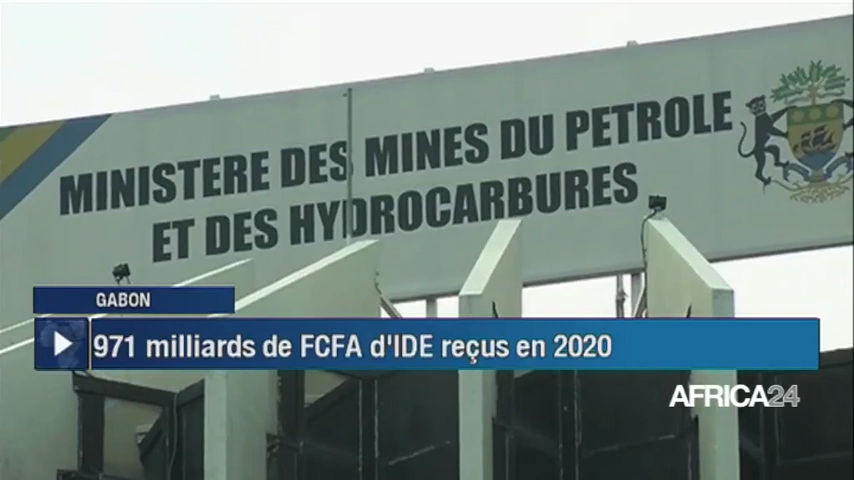 MINISTERE DES MINES DU PETROLE
ET DES HYDROCARBURES
GABON
971 milliards de FCFA d'IDE reçus en 2020
AFRICA24